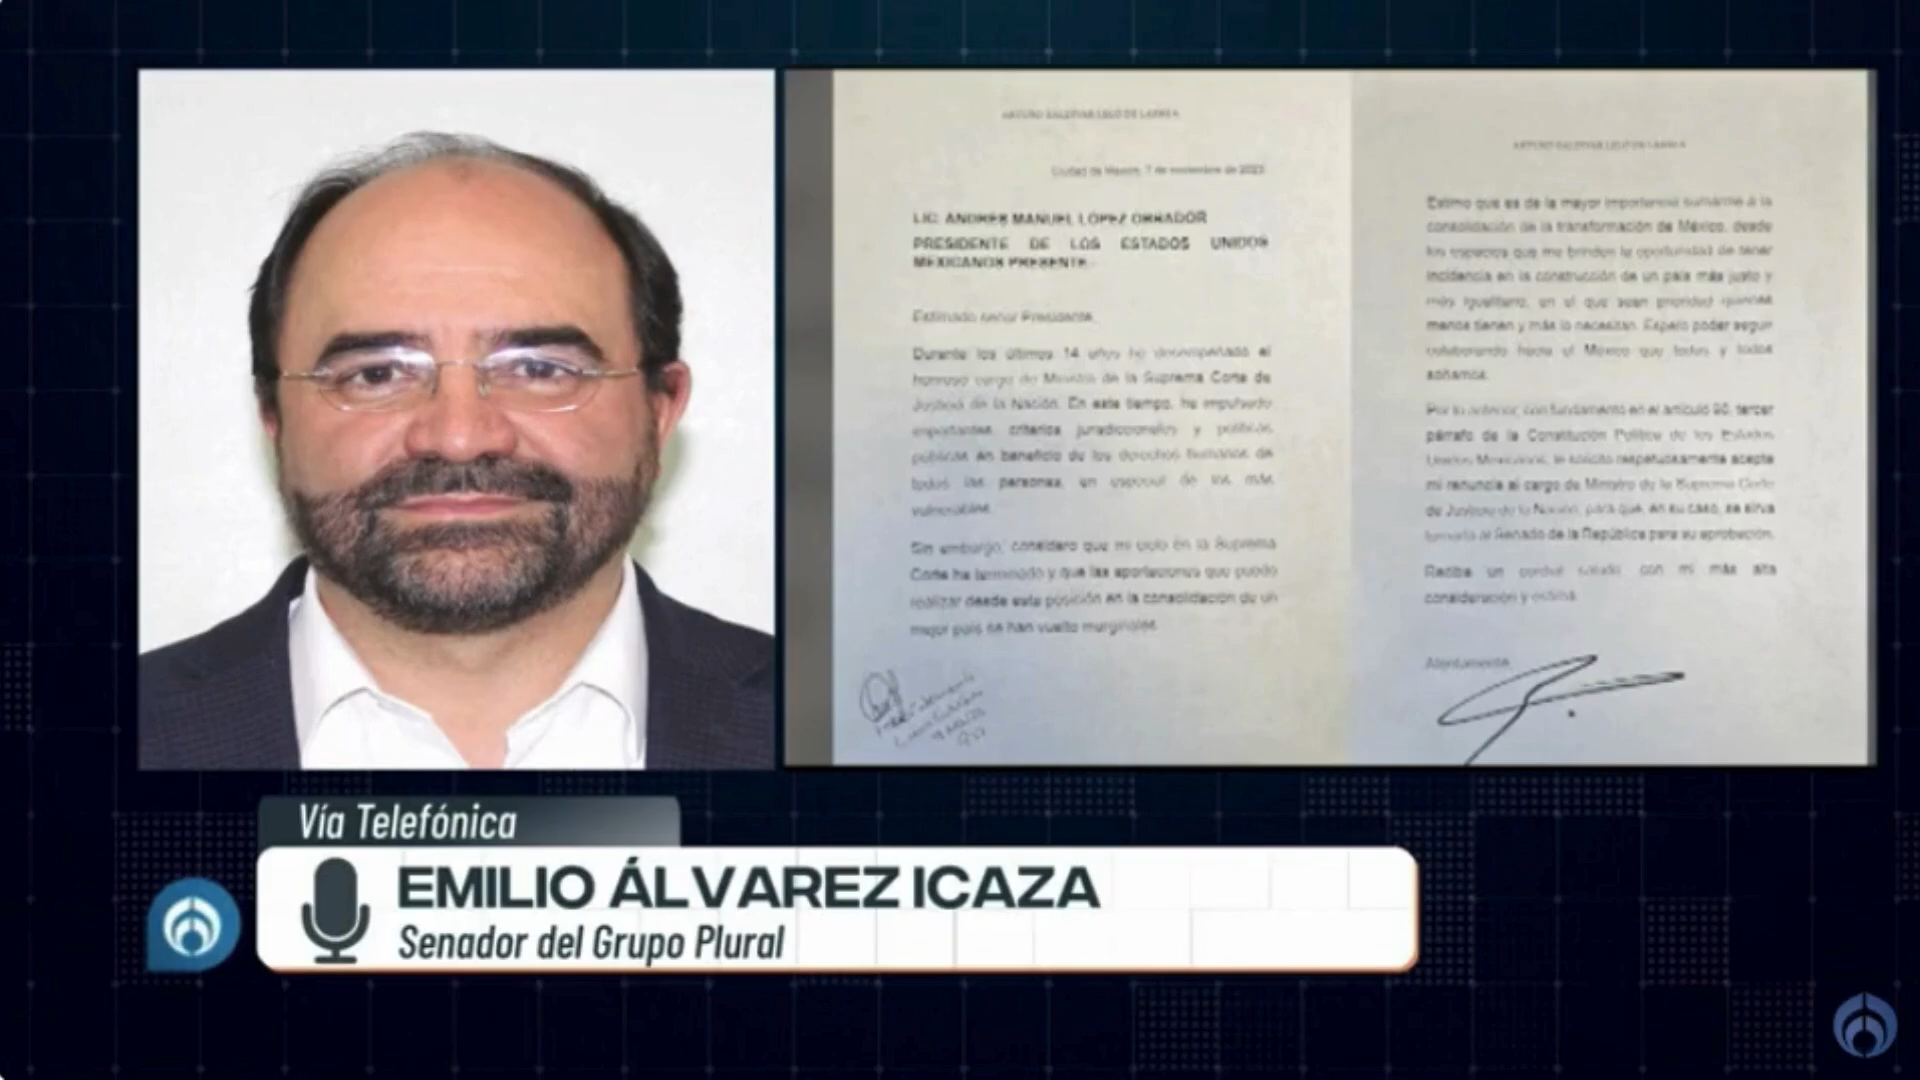 ARTURO ZALDÍVAR LELO DE LARREA
Ciudad de México, 7 de noviembre de 2023
LIC. ANDRÉS MANUEL LÓPEZ OBRADOR
PRESIDENTE DE LOS ESTADOS UNIDOS
MEXICANOS PRESENTE.-
Estimado señor Presidente,
Durante los últimos 14 años he desempeñado el
honroso cargo de Ministro de la Suprema Corte de
Justicia de la Nación. En este tiempo, he impulsado
importantes criterios jurisdiccionales y políticas
públicas en beneficio de los derechos humanos de
todas las personas, en especial de los más
vulnerables.
Sin embargo, considero que mi ciclo en la Suprema
Corte ha terminado y que las aportaciones que puedo
realizar desde esta posición en la consolidación de un
mejor país se han vuelto marginales.
ARTURO ZALDÍVAR LELO DE LARREA
Estimo que es de la mayor importancia sumarme a la
consolidación de la transformación de México, desde
los espacios que me brinden la oportunidad de tener
incidencia en la construcción de un país más justo y
más igualitario, en el que sean prioridad quienes
menos tienen y más lo necesitan. Espero poder seguir
colaborando hacia el México que todas y todos
soñamos.
Por lo anterior, con fundamento en el artículo 98, tercer
párrafo de la Constitución Política de los Estados
Unidos Mexicanos, le solicito respetuosamente acepte
mi renuncia al cargo de Ministro de la Suprema Corte
de Justicia de la Nación, para que, en su caso, se sirva
turnarla al Senado de la República para su aprobación.
Reciba un cordial saludo con mi más alta
consideración y estima.
Atentamente
Vía Telefónica
EMILIO ÁLVAREZ ICAZA
Senador del Grupo Plural